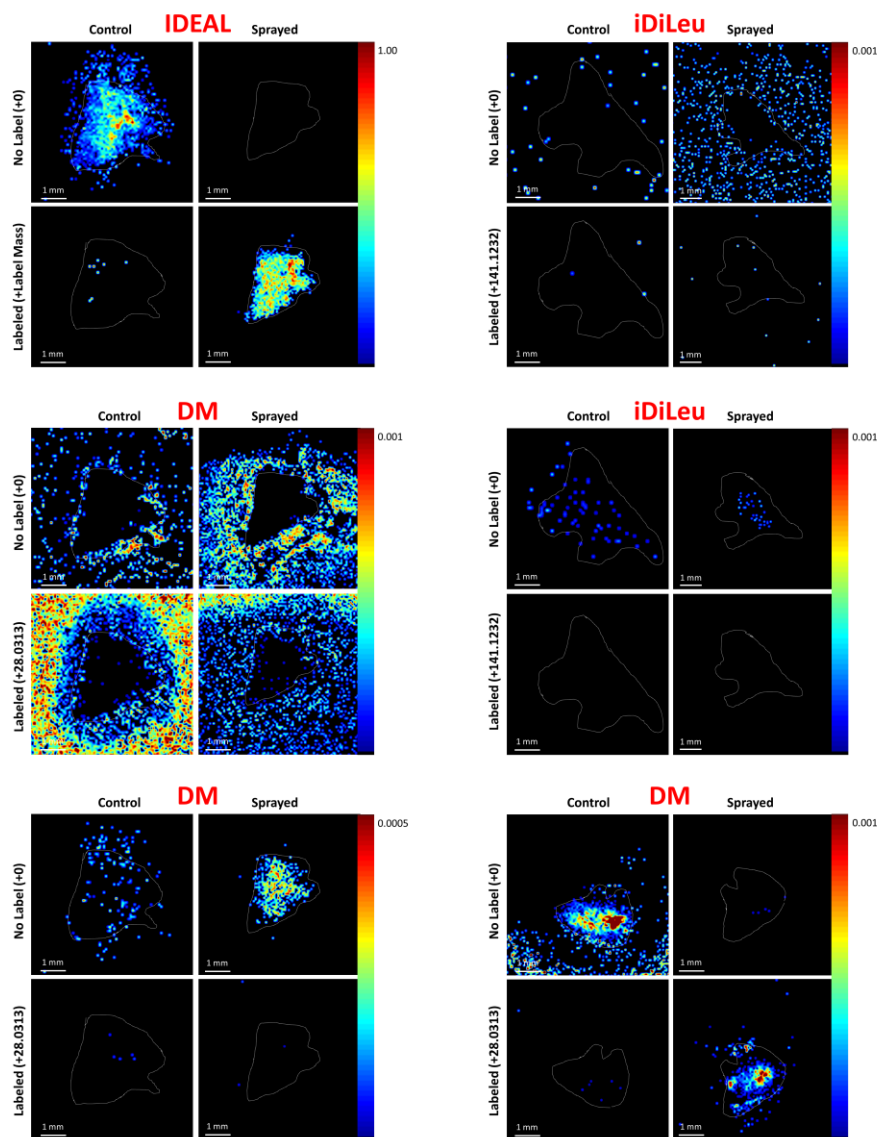 IDEAL
Control
Sprayed
No Label (+0)
1.00
1 mm
1 mm
Labeled (+Label Mass)
1 mm
1 mm
iDiLeu
Control
Sprayed
No Label (+0)
0.001
1 mm
1 mm
Labeled (+141.1232)
1 mm
1 mm
DM
Control
Sprayed
No Label (+0)
0.001
1 mm
1 mm
Labeled (+28.0313)
1 mm
1 mm
iDiLeu
Control
Sprayed
No Label (+0)
0.001
1 mm
1 mm
Labeled (+141.1232)
1 mm
1 mm
DM
Control
Sprayed
No Label (+0)
0.0005
1 mm
1 mm
Labeled (+28.0313)
1 mm
1 mm
DM
Control
Sprayed
No Label (+0)
0.001
1 mm
1 mm
Labeled (+28.0313)
1 mm
1 mm